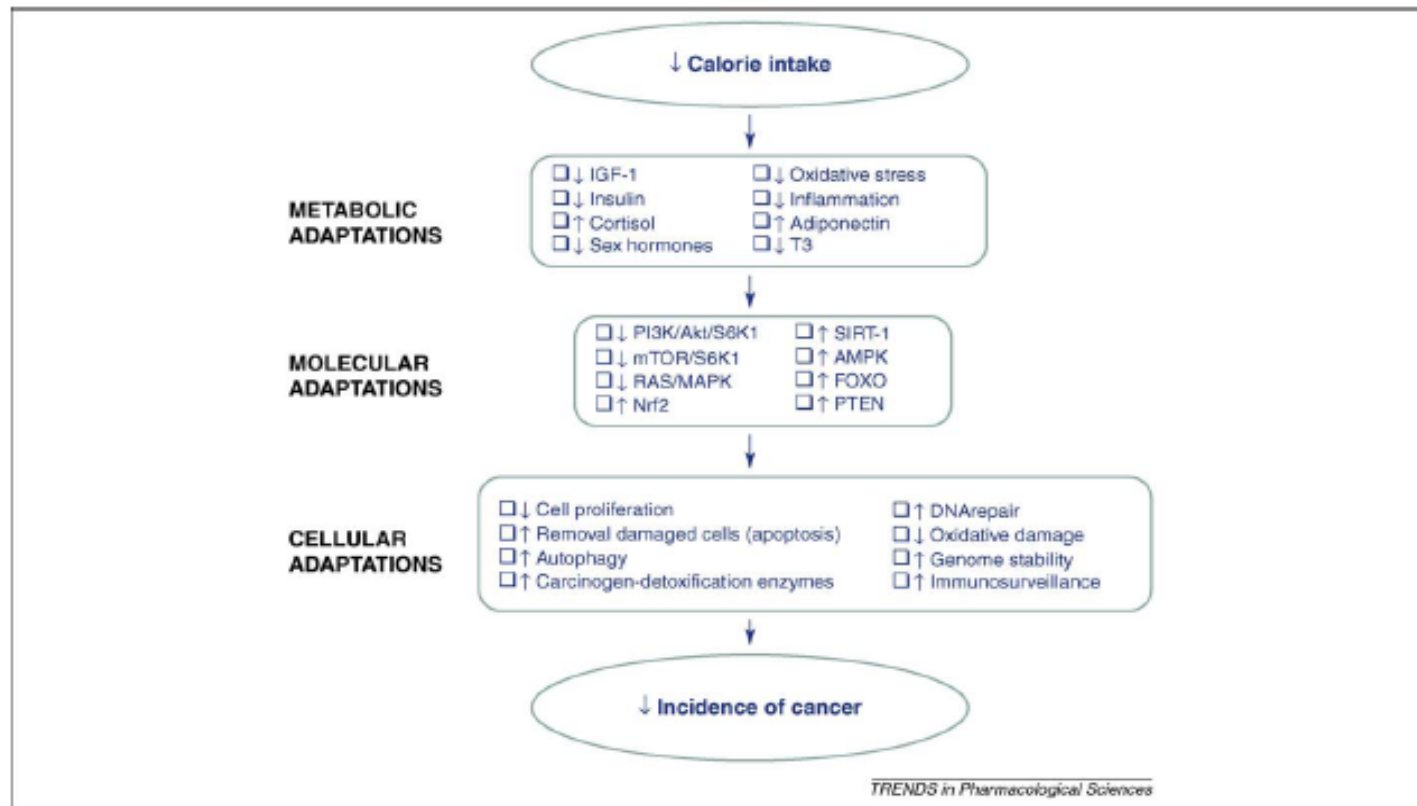 ↓ Calorie intake
METABOLIC
ADAPTATIONS
❑ ↓ IGF-1
❑ ↓ Insulin
❑ ↑ Cortisol
❑ ↓ Sex hormones
❑ ↓ Oxidative stress
❑ ↓ Inflammation
❑ ↑ Adiponectin
❑ ↓ T3
MOLECULAR
ADAPTATIONS
❑ ↓ PI3K/Akt/S6K1
❑ ↓ mTOR/S6K1
❑ ↓ RAS/MAPK
❑ ↑ Nrf2
❑ ↑ SIRT-1
❑ ↑ AMPK
❑ ↑ FOXO
❑ ↑ PTEN
CELLULAR
ADAPTATIONS
❑ ↓ Cell proliferation
❑ ↑ Removal damaged cells (apoptosis)
❑ ↑ Autophagy
❑ ↑ Carcinogen-detoxification enzymes
❑ ↑ DNArepair
❑ ↓ Oxidative damage
❑ ↑ Genome stability
❑ ↑ Immunosurveillance
↓ Incidence of cancer
TRENDS in Pharmacological Sciences